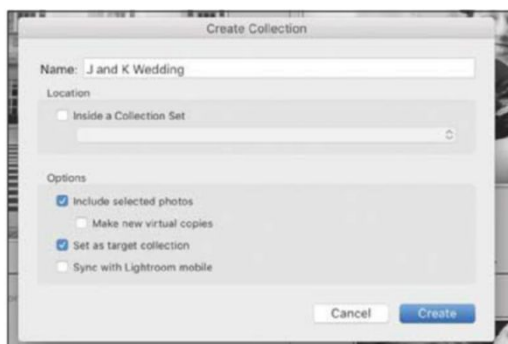 Create Collection
Name: J and K Wedding
Location
Inside a Collection Set
Options
Include selected photos
Make new virtual copies
Set as target collection
Sync with Lightroom mobile
Cancel Create